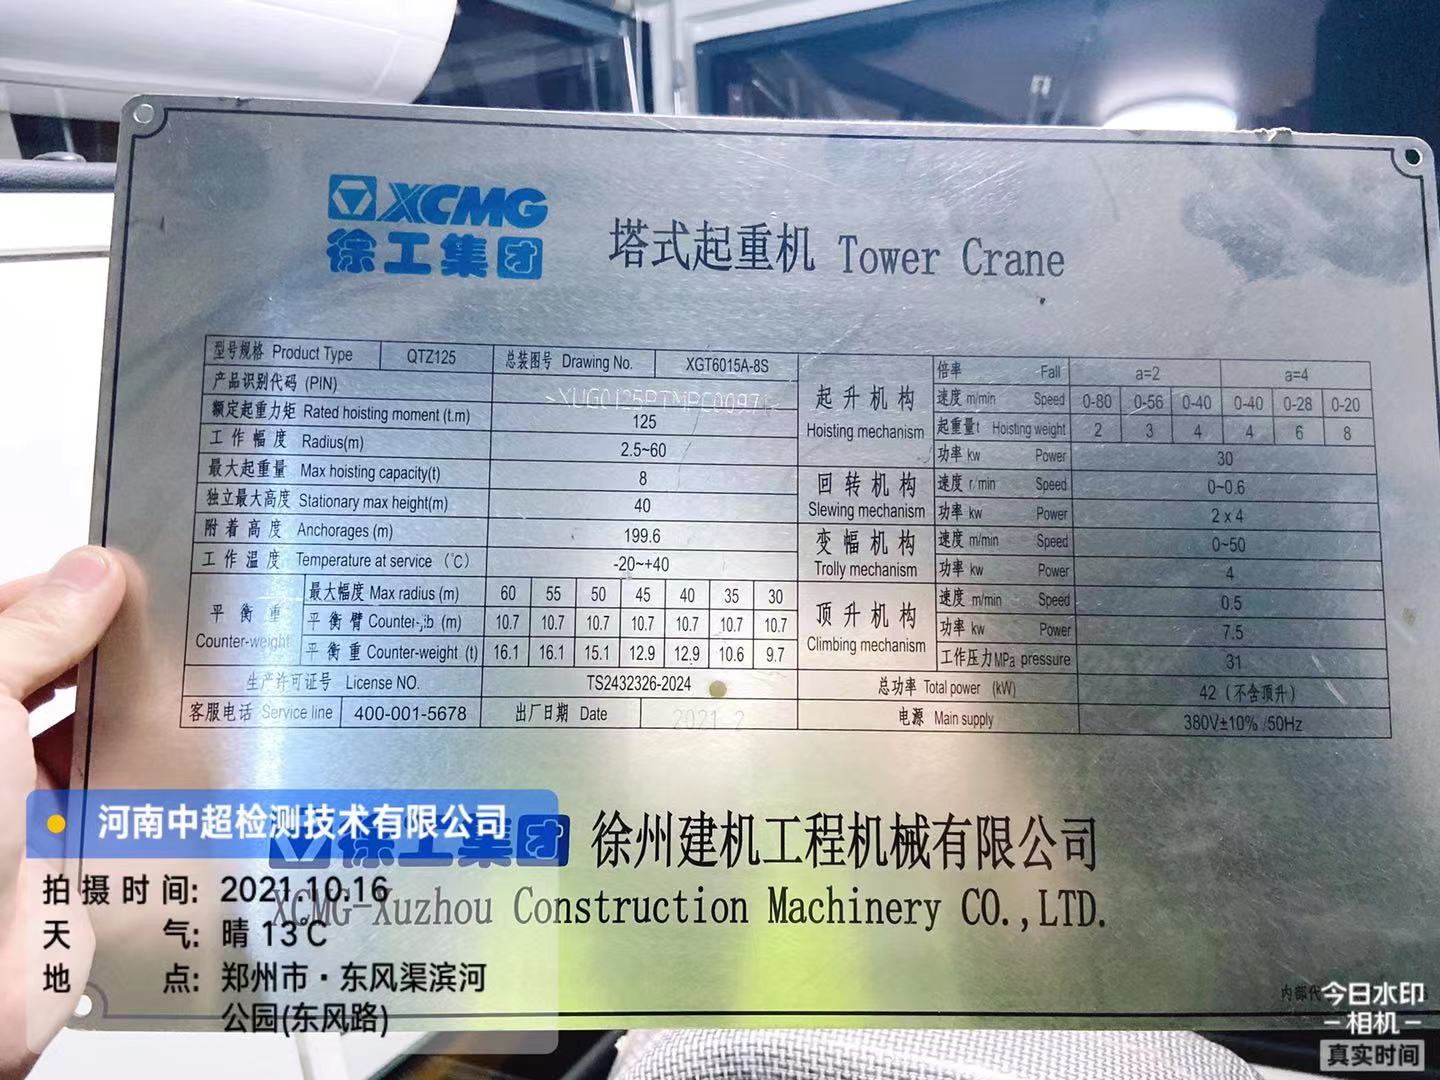 XCMG
徐工集团
塔式起重机 Tower Crane
型号规格 Product Type QTZ125 总装图号 Drawing No. XGT6015A-8S
产品识别代码 (PIN)
额定起重力矩 Rated hoisting moment (t.m) 125
工作幅度 Radius(m) 2.5~60
最大起重量 Max hoisting capacity(t) 8
独立最大高度 Stationary max height(m) 40
附着高度 Anchorages (m) 199.6
工作温度 Temperature at service (℃) -20~+40
平衡重 Counter-weight
最大幅度 Max radius (m) 60 55 50 45 40 35 30
平衡臂 (m) 10.7 10.7 10.7 10.7 10.7 10.7 10.7
平衡重 Counter-weight (t) 16.1 16.1 15.1 12.9 12.9 10.6 9.7
生产许可证号 License NO. TS2432326-2024
客服电话 Service line 400-001-5678 出厂日期 Date 2021.2
起升机构 Hoisting mechanism
倍率 Fall a=2 a=4
速度 m/min Speed 0-80 0-56 0-40 0-40 0-28 0-20
起重量t Hoisting weight 2 3 4 4 6 8
功率 kw Power 30
回转机构 Slewing mechanism
速度 r/min Speed 0~0.6
功率 kw Power 2 x 4
变幅机构 Trolly mechanism
速度 m/min Speed 0~50
功率 kw Power 4
顶升机构 Climbing mechanism
速度 m/min Speed 0.5
功率 kw Power 7.5
工作压力MPa pressure 31
总功率 Total power (kW) 42 (不含顶升)
电源 Main supply 380V±10% /50Hz
徐工集团 徐州建机工程机械有限公司
XCMG-Xuzhou Construction Machinery CO.,LTD.
河南中超检测技术有限公司
拍摄时间: 2021.10.16
天气: 晴 13℃
地点: 郑州市·东风渠滨河
公园(东风路)
内部代
今日水印
-相机-
真实时间